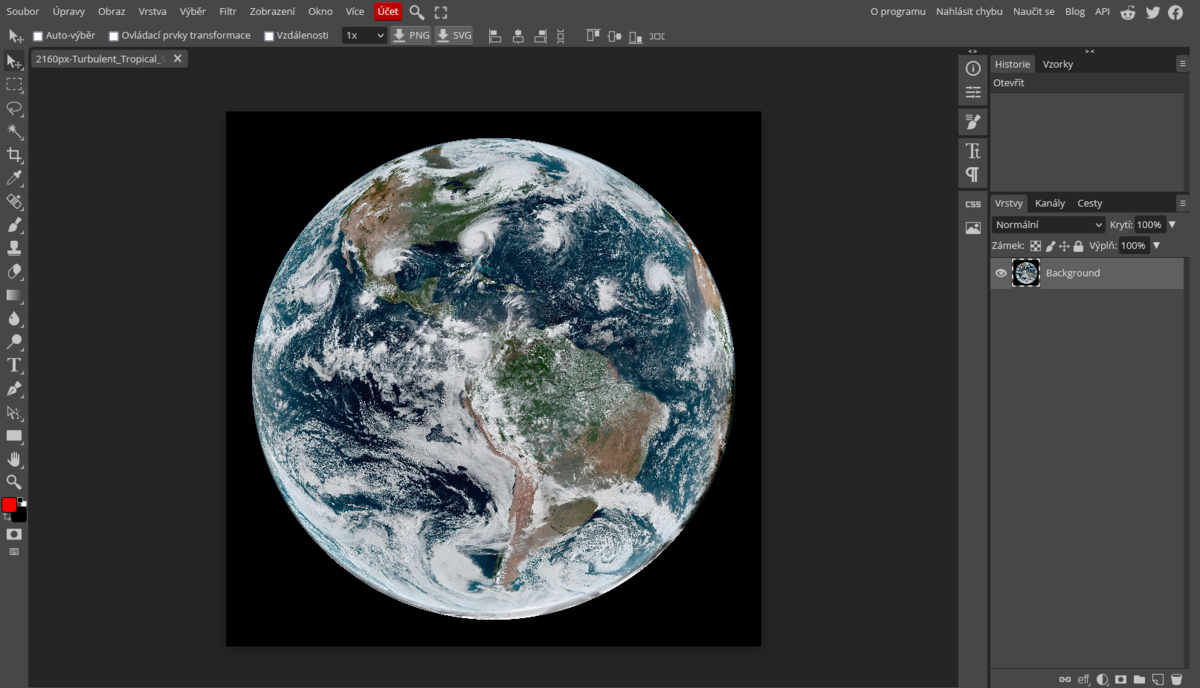 Soubor Úpravy Obraz Vrstva Výběr Filtr Zobrazení Okno Více Účet O programu Nahlásit chybu Naučit se Blog API
Auto-výběr Ovládací prvky transformace Vzdálenosti 1x PNG SVG
2160px-Turbulent_Tropical_S
Historie Vzorky
Otevřít
CSS
Vrstvy Kanály Cesty
Normální Krytí: 100%
Zámek: Výplň: 100%
Background
eff